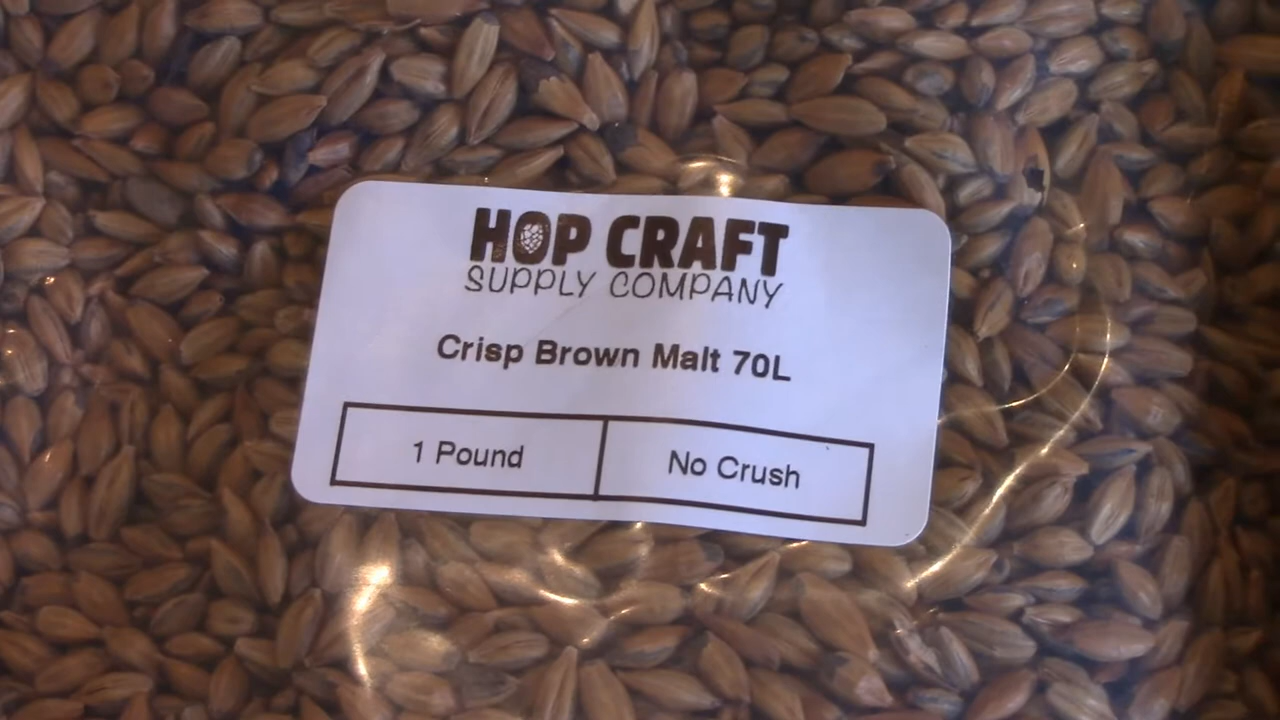 HOP CRAFT
SUPPLY COMPANY
Crisp Brown Malt 70L
1 Pound
No Crush